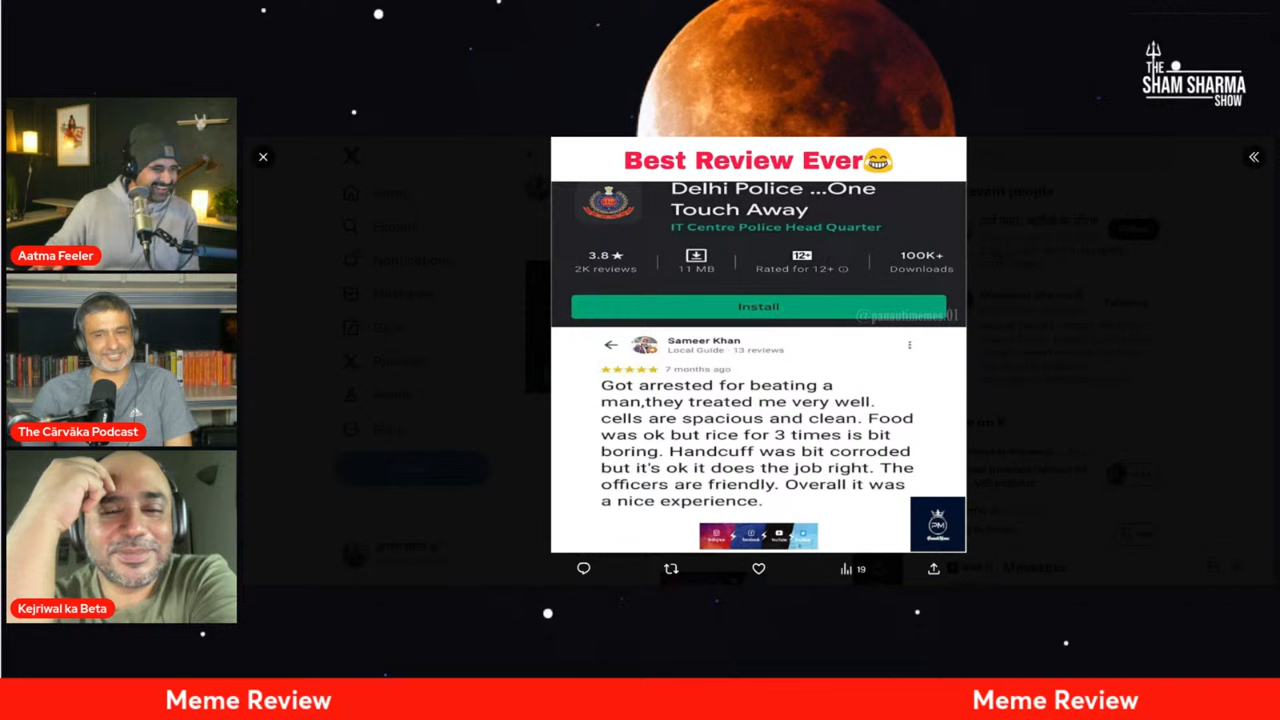 THE
SHAM SHARMA
SHOW
Best Review Ever😂
Delhi Police ...One
Touch Away
IT Centre Police Head Quarter
3.8 ★
2K reviews
11 MB
12+
Rated for 12+
100K+
Downloads
Install
@panautimemes.01
Sameer Khan
Local Guide · 13 reviews
7 months ago
Got arrested for beating a
man,they treated me very well.
cells are spacious and clean. Food
was ok but rice for 3 times is bit
boring. Handcuff was bit corroded
but it's ok it does the job right. The
officers are friendly. Overall it was
a nice experience.
PM
19
Aatma Feeler
The Cārvāka Podcast
Kejriwal ka Beta
Meme Review
Meme Review